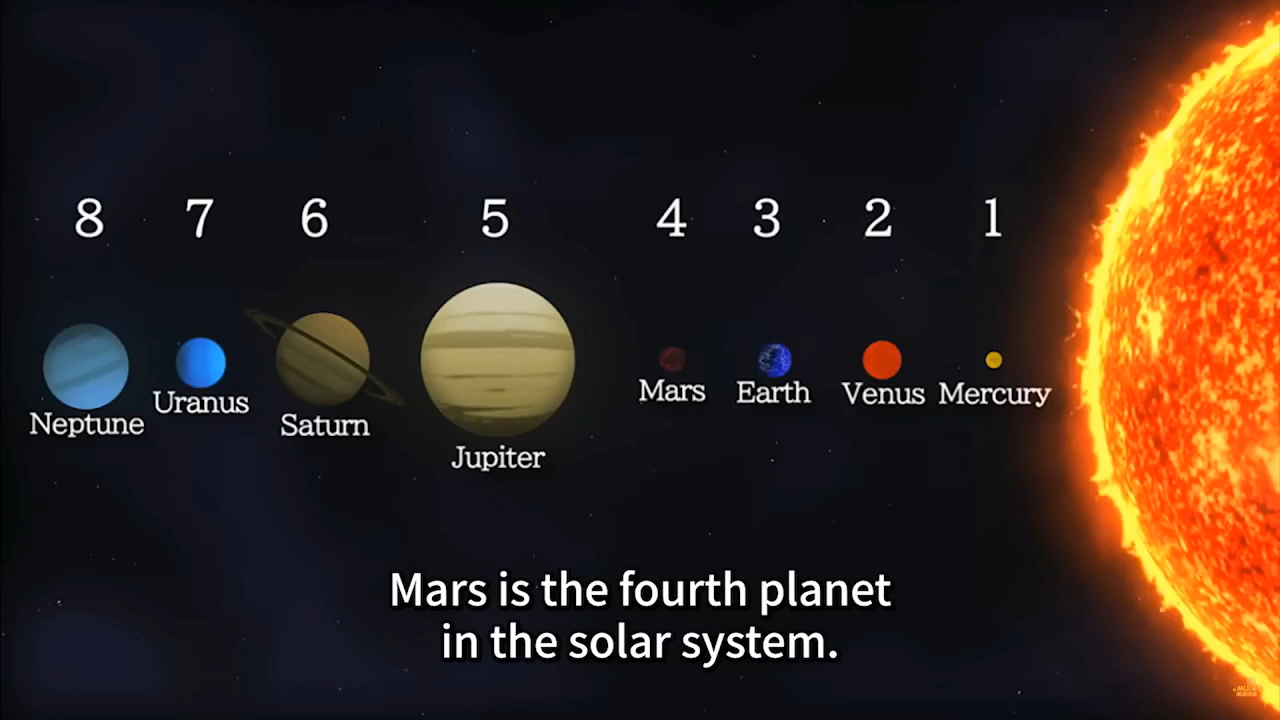 8 7 6 5 4 3 2 1
Neptune Uranus Saturn Jupiter Mars Earth Venus Mercury
Mars is the fourth planet
in the solar system.